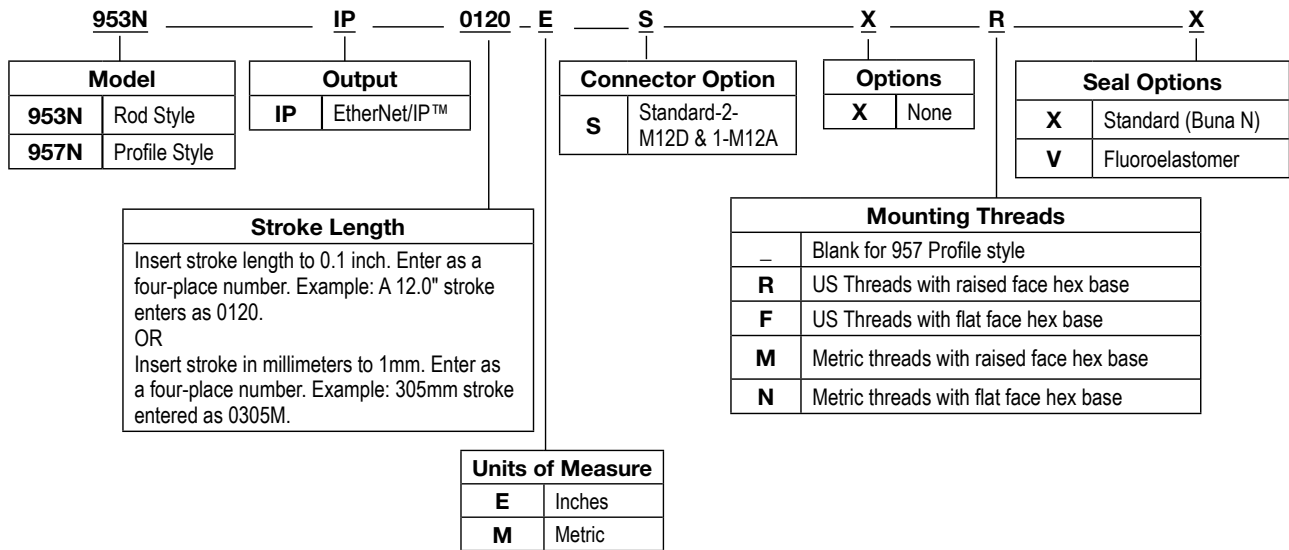 953N IP 0120 E S X R X
Model
953N Rod Style
957N Profile Style
Output
IP EtherNet/IP™
Connector Option
S Standard-2-
M12D & 1-M12A
Options
X None
Seal Options
X Standard (Buna N)
V Fluoroelastomer
Stroke Length
Insert stroke length to 0.1 inch. Enter as a
four-place number. Example: A 12.0" stroke
enters as 0120.
OR
Insert stroke in millimeters to 1mm. Enter as
a four-place number. Example: 305mm stroke
entered as 0305M.
Mounting Threads
_ Blank for 957 Profile style
R US Threads with raised face hex base
F US Threads with flat face hex base
M Metric threads with raised face hex base
N Metric threads with flat face hex base
Units of Measure
E Inches
M Metric